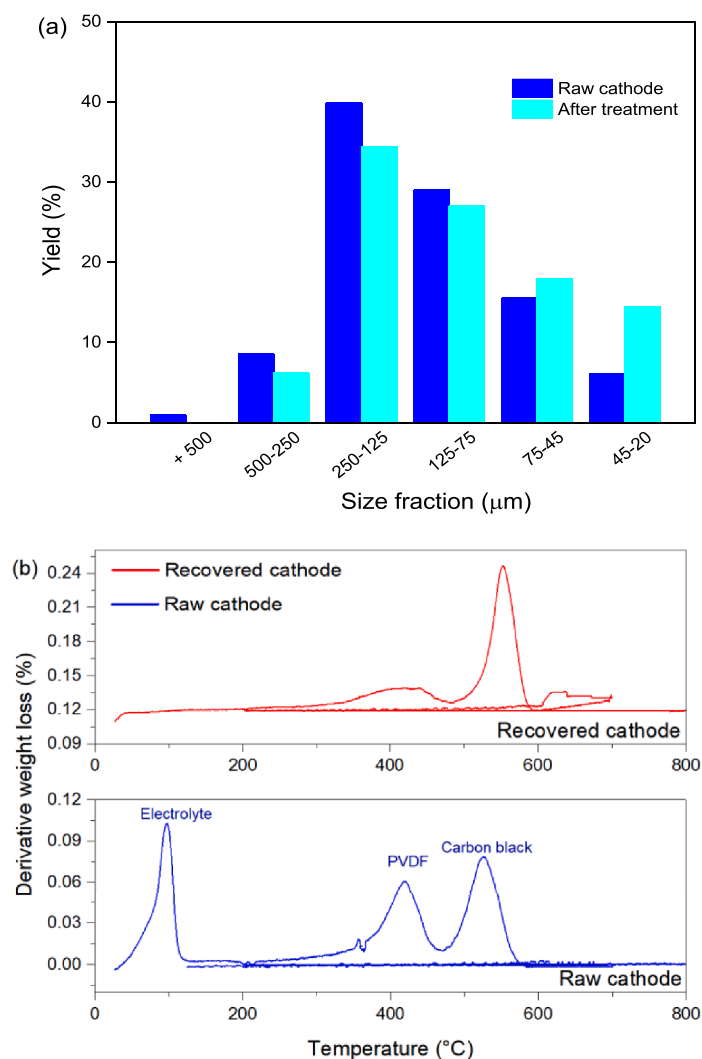 (a)
50
40
30
20
10
0
Yield (%)
Raw cathode
After treatment
+ 500
500-250
250-125
125-75
75-45
45-20
Size fraction (μm)
(b)
0.24
0.21
0.18
0.15
0.12
0.09
Recovered cathode
Raw cathode
Recovered cathode
0
200
400
600
800
Derivative weight loss (%)
0.12
0.09
0.06
0.03
0.00
Electrolyte
PVDF
Carbon black
Raw cathode
0
200
400
600
800
Temperature (°C)